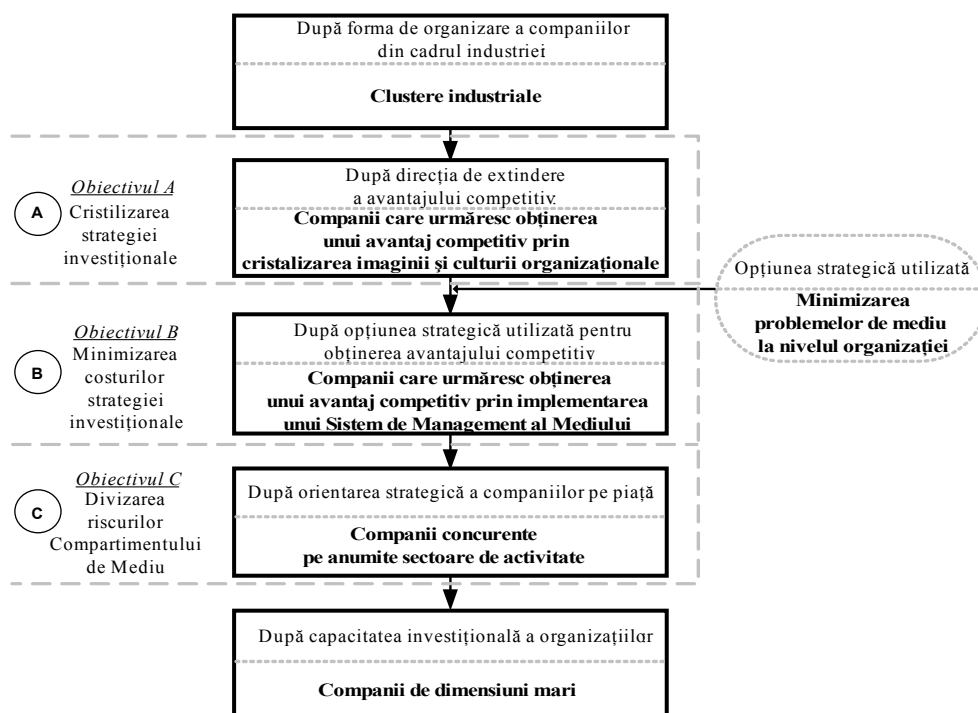 După forma de organizare a companiilor
din cadrul industriei
Clustere industriale
După direcția de extindere
a avantajului competitiv:
Companii care urmăresc obținerea
unui avantaj competitiv prin
cristalizarea imaginii și culturii organizaționale
A
Obiectivul A
Cristilizarea
strategiei
investiționale
Opțiunea strategică utilizată
Minimizarea
problemelor de mediu
la nivelul organizației
După opțiunea strategică utilizată pentru
obținerea avantajului competitiv
Companii care urmăresc obținerea
unui avantaj competitiv prin implementarea
unui Sistem de Management al Mediului
B
Obiectivul B
Minimizarea
costurilor
strategiei
investiționale
După orientarea strategică a companiilor pe piață
Companii concurente
pe anumite sectoare de activitate
C
Obiectivul C
Divizarea
riscurilor
Compartimentului
de Mediu
După capacitatea investițională a organizațiilor
Companii de dimensiuni mari